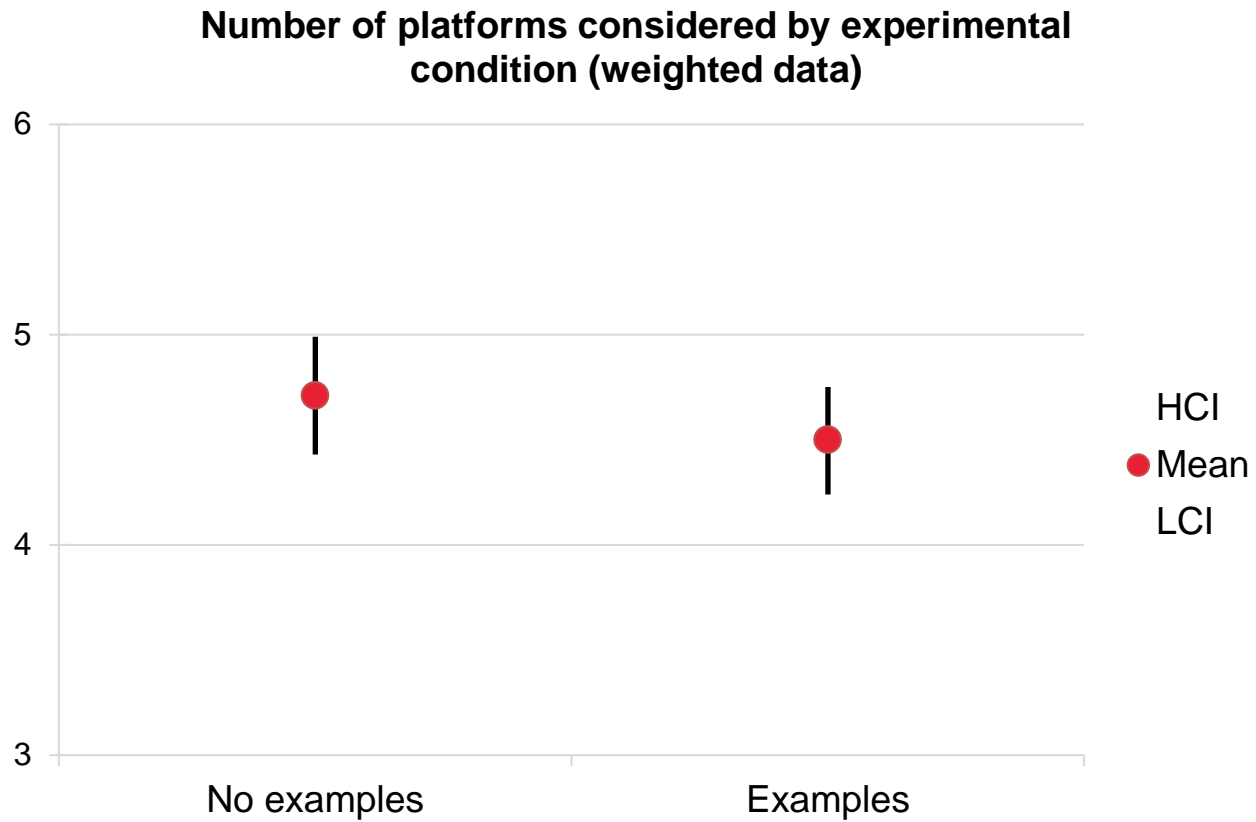 Number of platforms considered by experimental
condition (weighted data)
6
5
4
3
No examples
Examples
HCI
Mean
LCI